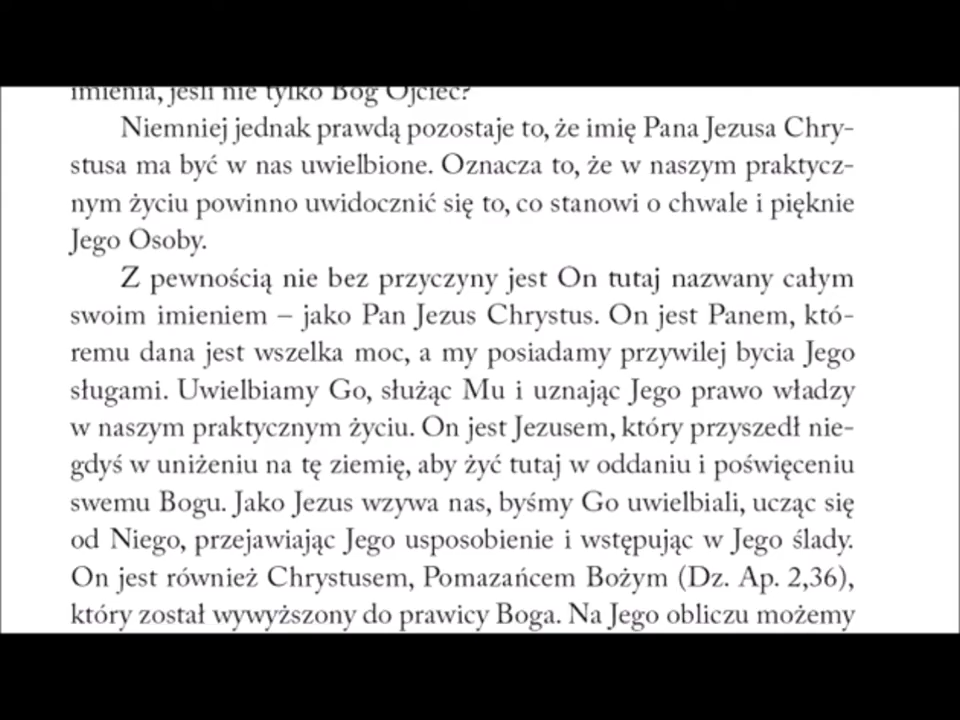 imienia, jeśli nie tylko Bóg Ojciec?
Niemniej jednak prawdą pozostaje to, że imię Pana Jezusa Chry-
stusa ma być w nas uwielbione. Oznacza to, że w naszym praktycz-
nym życiu powinno uwidocznić się to, co stanowi o chwale i pięknie
Jego Osoby.
Z pewnością nie bez przyczyny jest On tutaj nazwany całym
swoim imieniem – jako Pan Jezus Chrystus. On jest Panem, któ-
remu dana jest wszelka moc, a my posiadamy przywilej bycia Jego
sługami. Uwielbiamy Go, służąc Mu i uznając Jego prawo władzy
w naszym praktycznym życiu. On jest Jezusem, który przyszedł nie-
gdyś w uniżeniu na tę ziemię, aby żyć tutaj w oddaniu i poświęceniu
swemu Bogu. Jako Jezus wzywa nas, byśmy Go uwielbiali, ucząc się
od Niego, przejawiając Jego usposobienie i wstępując w Jego ślady.
On jest również Chrystusem, Pomazańcem Bożym (Dz. Ap. 2,36),
który został wywyższony do prawicy Boga. Na Jego obliczu możemy